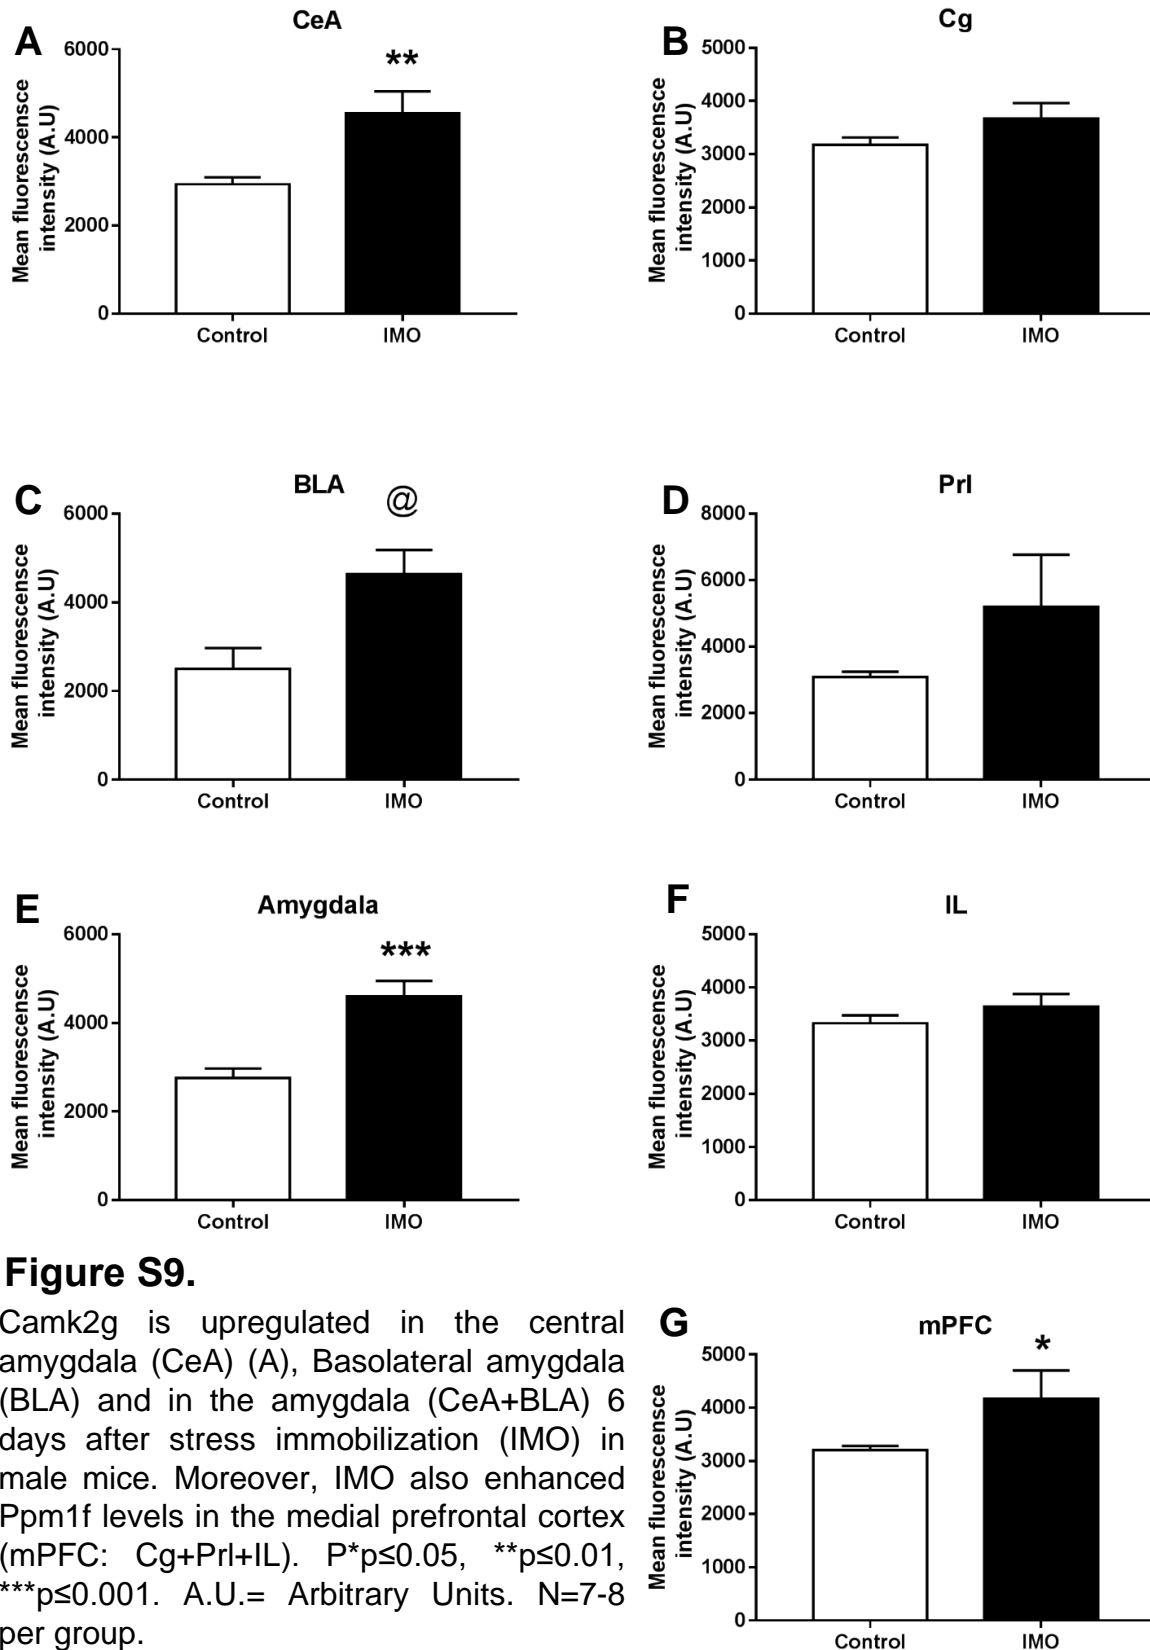 A
CeA
Mean fluorescensce
intensity (A.U)
6000
4000
2000
0
**
Control
IMO
B
Cg
Mean fluorescensce
intensity (A.U)
5000
4000
3000
2000
1000
0
Control
IMO
C
BLA
@
Mean fluorescensce
intensity (A.U)
6000
4000
2000
0
Control
IMO
D
Prl
Mean fluorescensce
intensity (A.U)
8000
6000
4000
2000
0
Control
IMO
E
Amygdala
Mean fluorescensce
intensity (A.U)
6000
4000
2000
0
***
Control
IMO
F
IL
Mean fluorescensce
intensity (A.U)
5000
4000
3000
2000
1000
0
Control
IMO
Figure S9.
Camk2g is upregulated in the central
amygdala (CeA) (A), Basolateral amygdala
(BLA) and in the amygdala (CeA+BLA) 6
days after stress immobilization (IMO) in
male mice. Moreover, IMO also enhanced
Ppm1f levels in the medial prefrontal cortex
(mPFC: Cg+Prl+IL). P*p≤0.05, **p≤0.01,
***p≤0.001. A.U.= Arbitrary Units. N=7-8
per group.
G
mPFC
*
Mean fluorescensce
intensity (A.U)
5000
4000
3000
2000
1000
0
Control
IMO